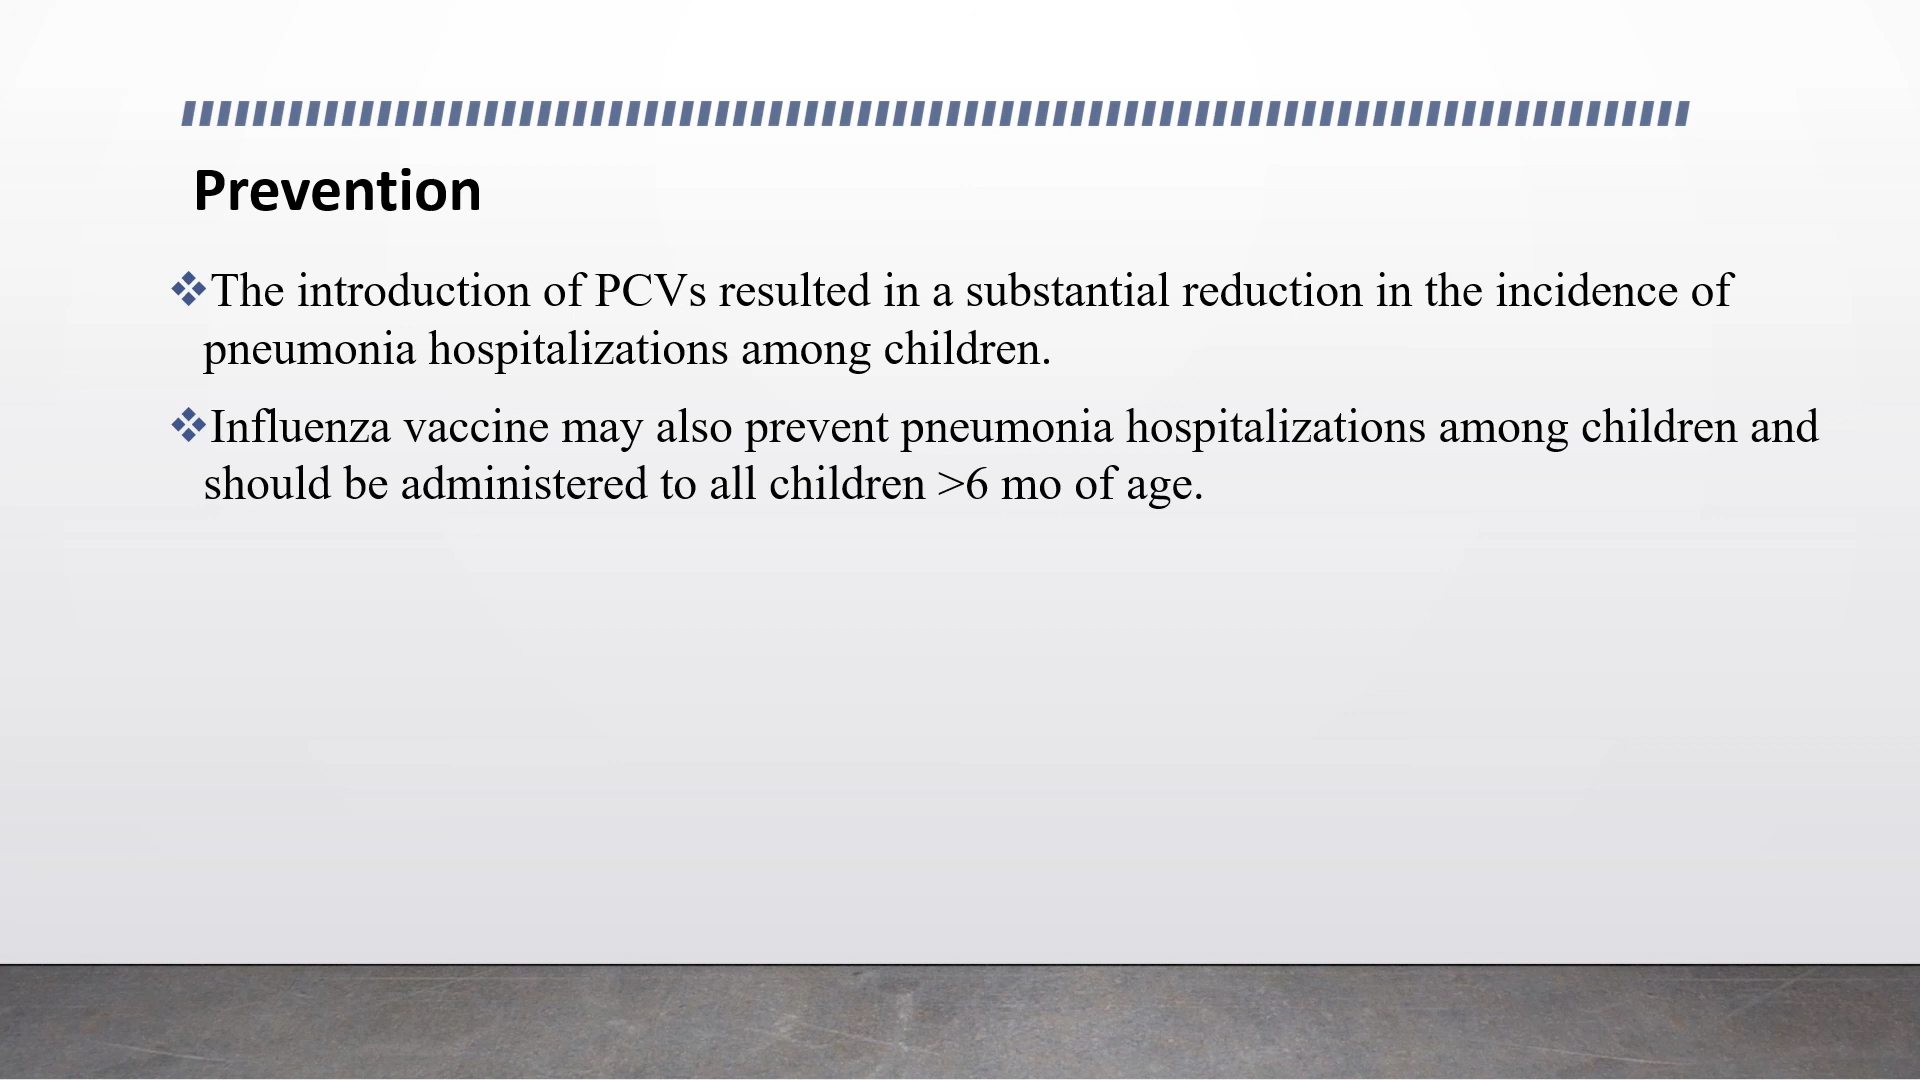 Prevention
❖The introduction of PCVs resulted in a substantial reduction in the incidence of
pneumonia hospitalizations among children.
❖Influenza vaccine may also prevent pneumonia hospitalizations among children and
should be administered to all children >6 mo of age.